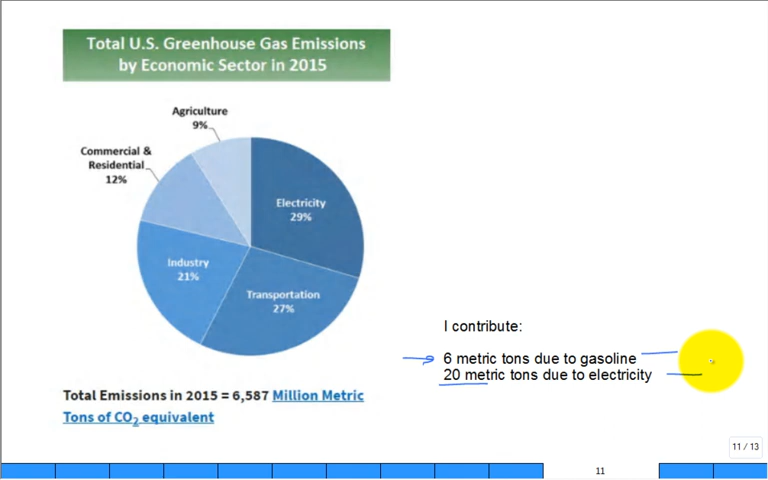 Total U.S. Greenhouse Gas Emissions
by Economic Sector in 2015
Agriculture
9%
Commercial &
Residential
12%
Electricity
29%
Industry
21%
Transportation
27%
I contribute:
6 metric tons due to gasoline
20 metric tons due to electricity
Total Emissions in 2015 = 6,587 Million Metric
Tons of CO₂ equivalent
11 / 13
11